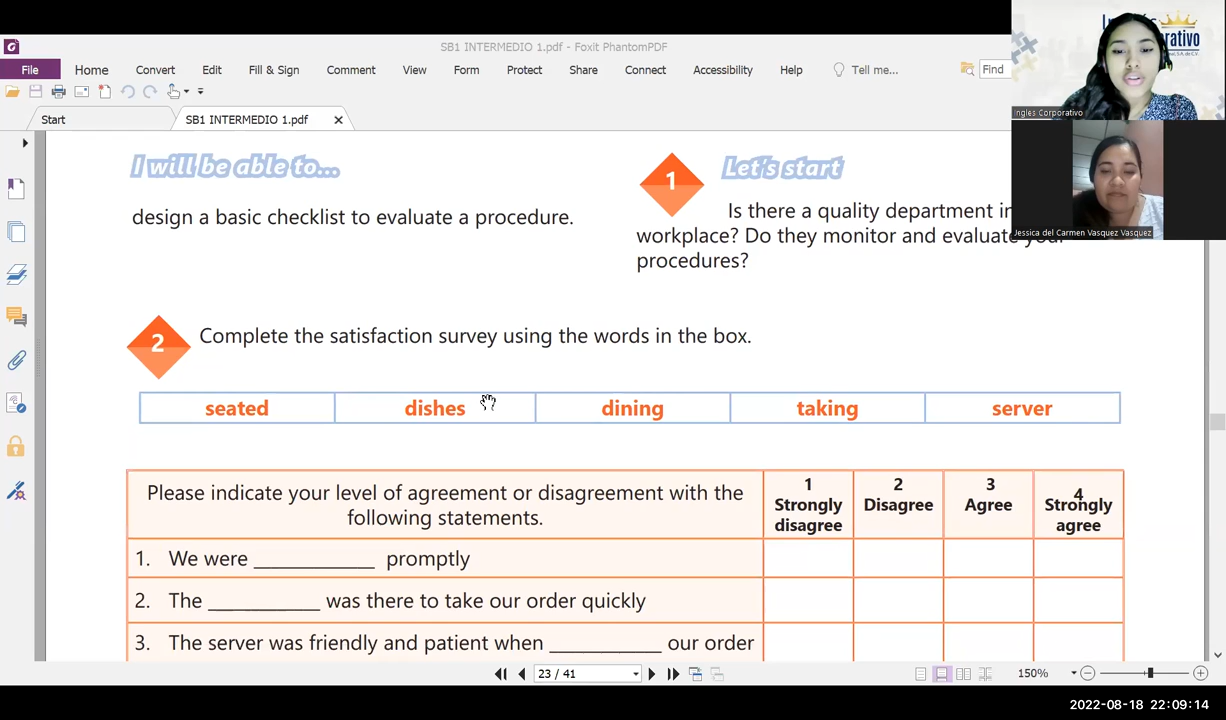 SB1 INTERMEDIO 1.pdf - Foxit PhantomPDF
File Home Convert Edit Fill & Sign Comment View Form Protect Share Connect Accessibility Help Tell me... Find
Start SB1 INTERMEDIO 1.pdf
Ingles Corporativo
Jessica del Carmen Vasquez Vasquez
I will be able to...
design a basic checklist to evaluate a procedure.
1 Let's start
Is there a quality department in
workplace? Do they monitor and evaluate your
procedures?
2 Complete the satisfaction survey using the words in the box.
seated dishes dining taking server
Please indicate your level of agreement or disagreement with the
following statements.
1
Strongly
disagree
2
Disagree
3
Agree
4
Strongly
agree
1. We were ____________ promptly
2. The ___________ was there to take our order quickly
3. The server was friendly and patient when ___________ our order
23 / 41
150%
2022-08-18 22:09:14